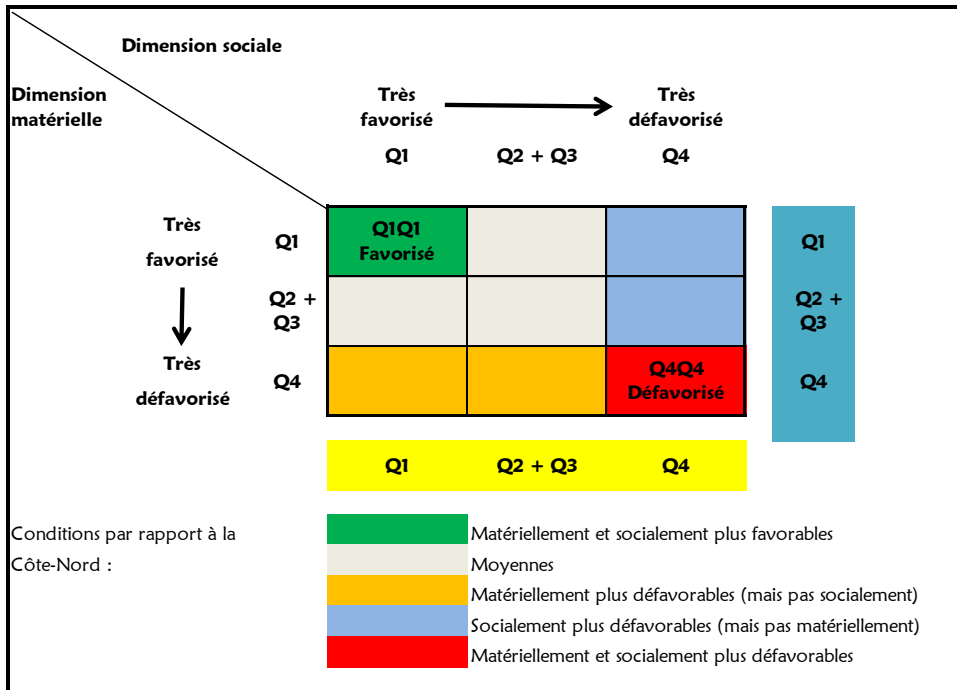 Dimension sociale
Dimension
matérielle
Très
favorisé
Très
défavorisé
Q1
Q2 + Q3
Q4
Très
favorisé
Q1
Q1Q1
Favorisé
Q1
Q2 +
Q3
Q2 +
Q3
Très
défavorisé
Q4
Q4Q4
Défavorisé
Q4
Q1
Q2 + Q3
Q4
Conditions par rapport à la
Côte-Nord :
Matériellement et socialement plus favorables
Moyennes
Matériellement plus défavorables (mais pas socialement)
Socialement plus défavorables (mais pas matériellement)
Matériellement et socialement plus défavorables